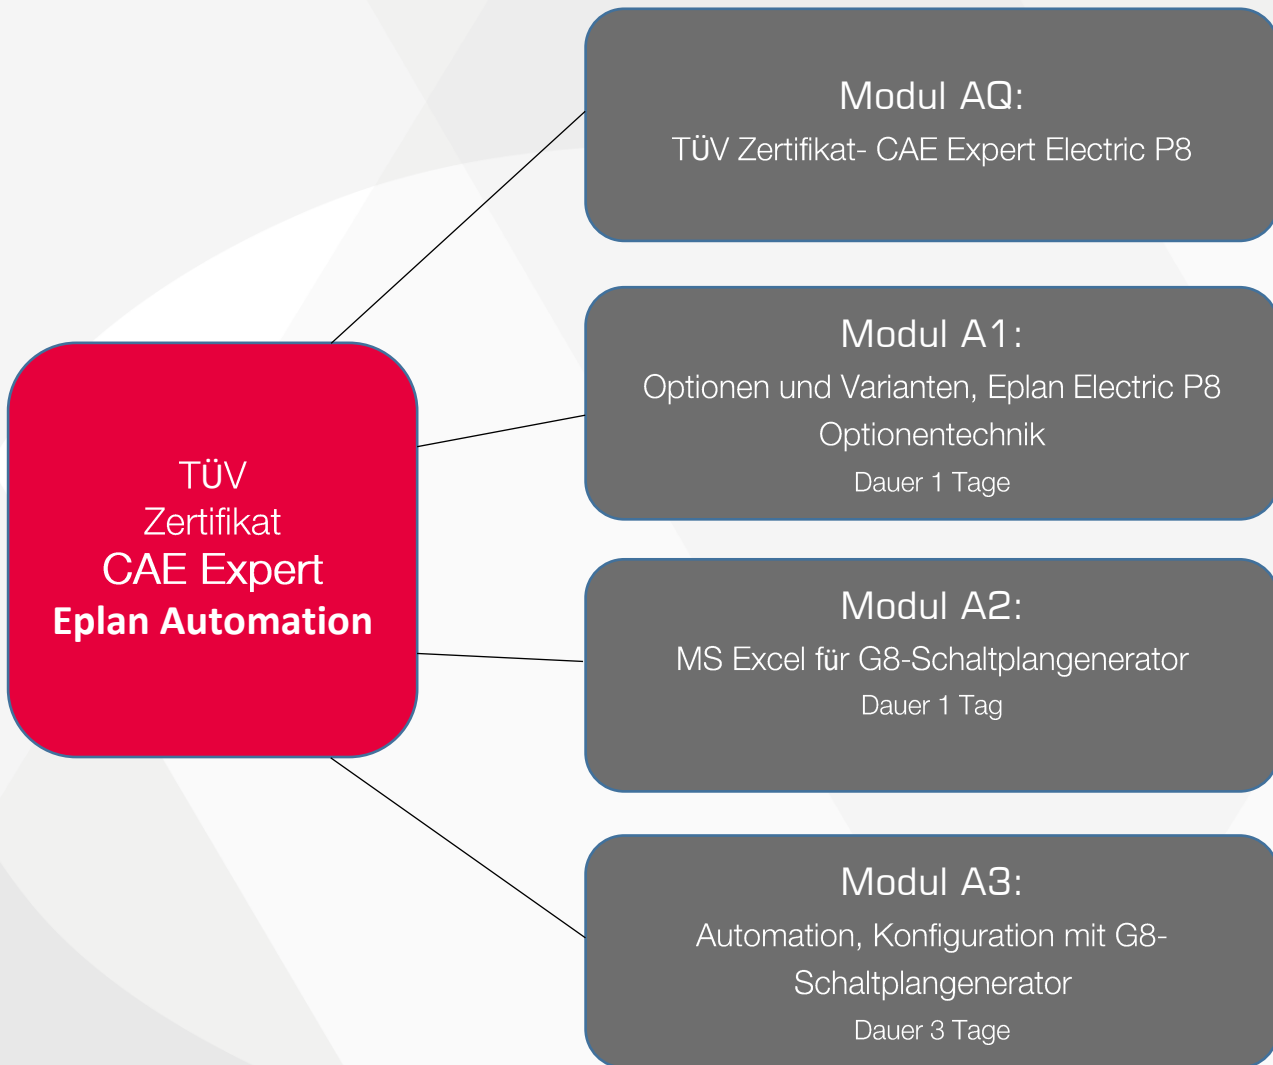 TÜV
Zertifikat
CAE Expert
Eplan Automation
Modul AQ:
TÜV Zertifikat- CAE Expert Electric P8
Modul A1:
Optionen und Varianten, Eplan Electric P8
Optionentechnik
Dauer 1 Tage
Modul A2:
MS Excel für G8-Schaltplangenerator
Dauer 1 Tag
Modul A3:
Automation, Konfiguration mit G8-
Schaltplangenerator
Dauer 3 Tage